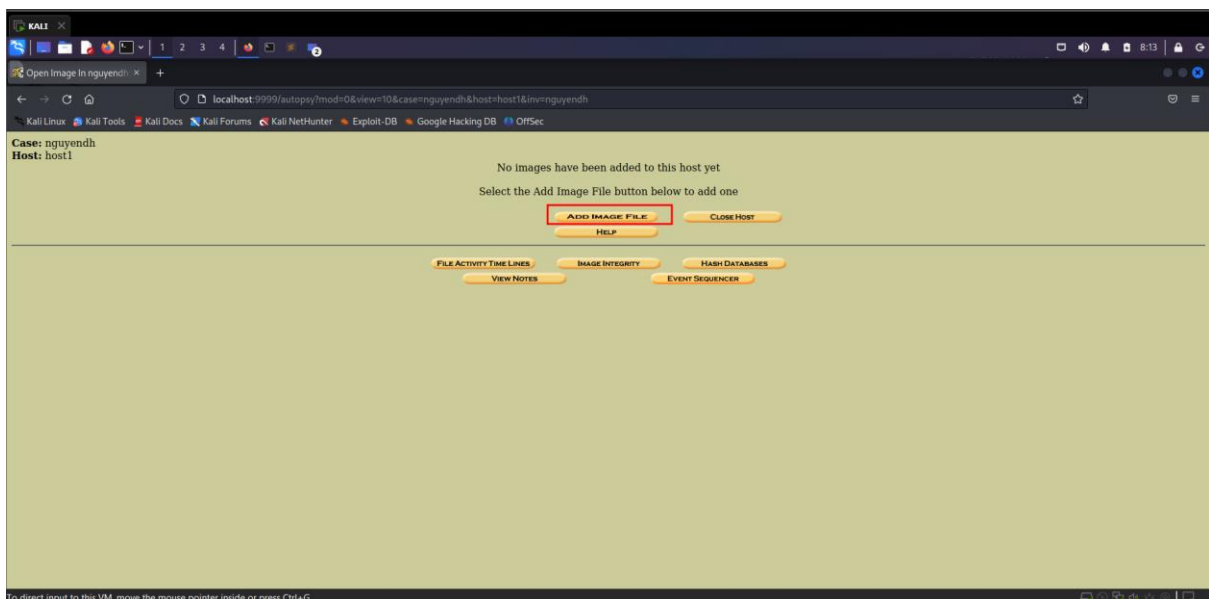 KALI
1 2 3 4
2
8:13
Open Image In nguyendh
localhost:9999/autopsy?mod=0&view=10&case=nguyendh&host=host1&inv=nguyendh
Kali Linux Kali Tools Kali Docs Kali Forums Kali NetHunter Exploit-DB Google Hacking DB OffSec
Case: nguyendh
Host: host1
No images have been added to this host yet
Select the Add Image File button below to add one
ADD IMAGE FILE CLOSE HOST
HELP
FILE ACTIVITY TIME LINES IMAGE INTEGRITY HASH DATABASES
VIEW NOTES EVENT SEQUENCER
To direct input to this VM, move the mouse pointer inside or press Ctrl+G.